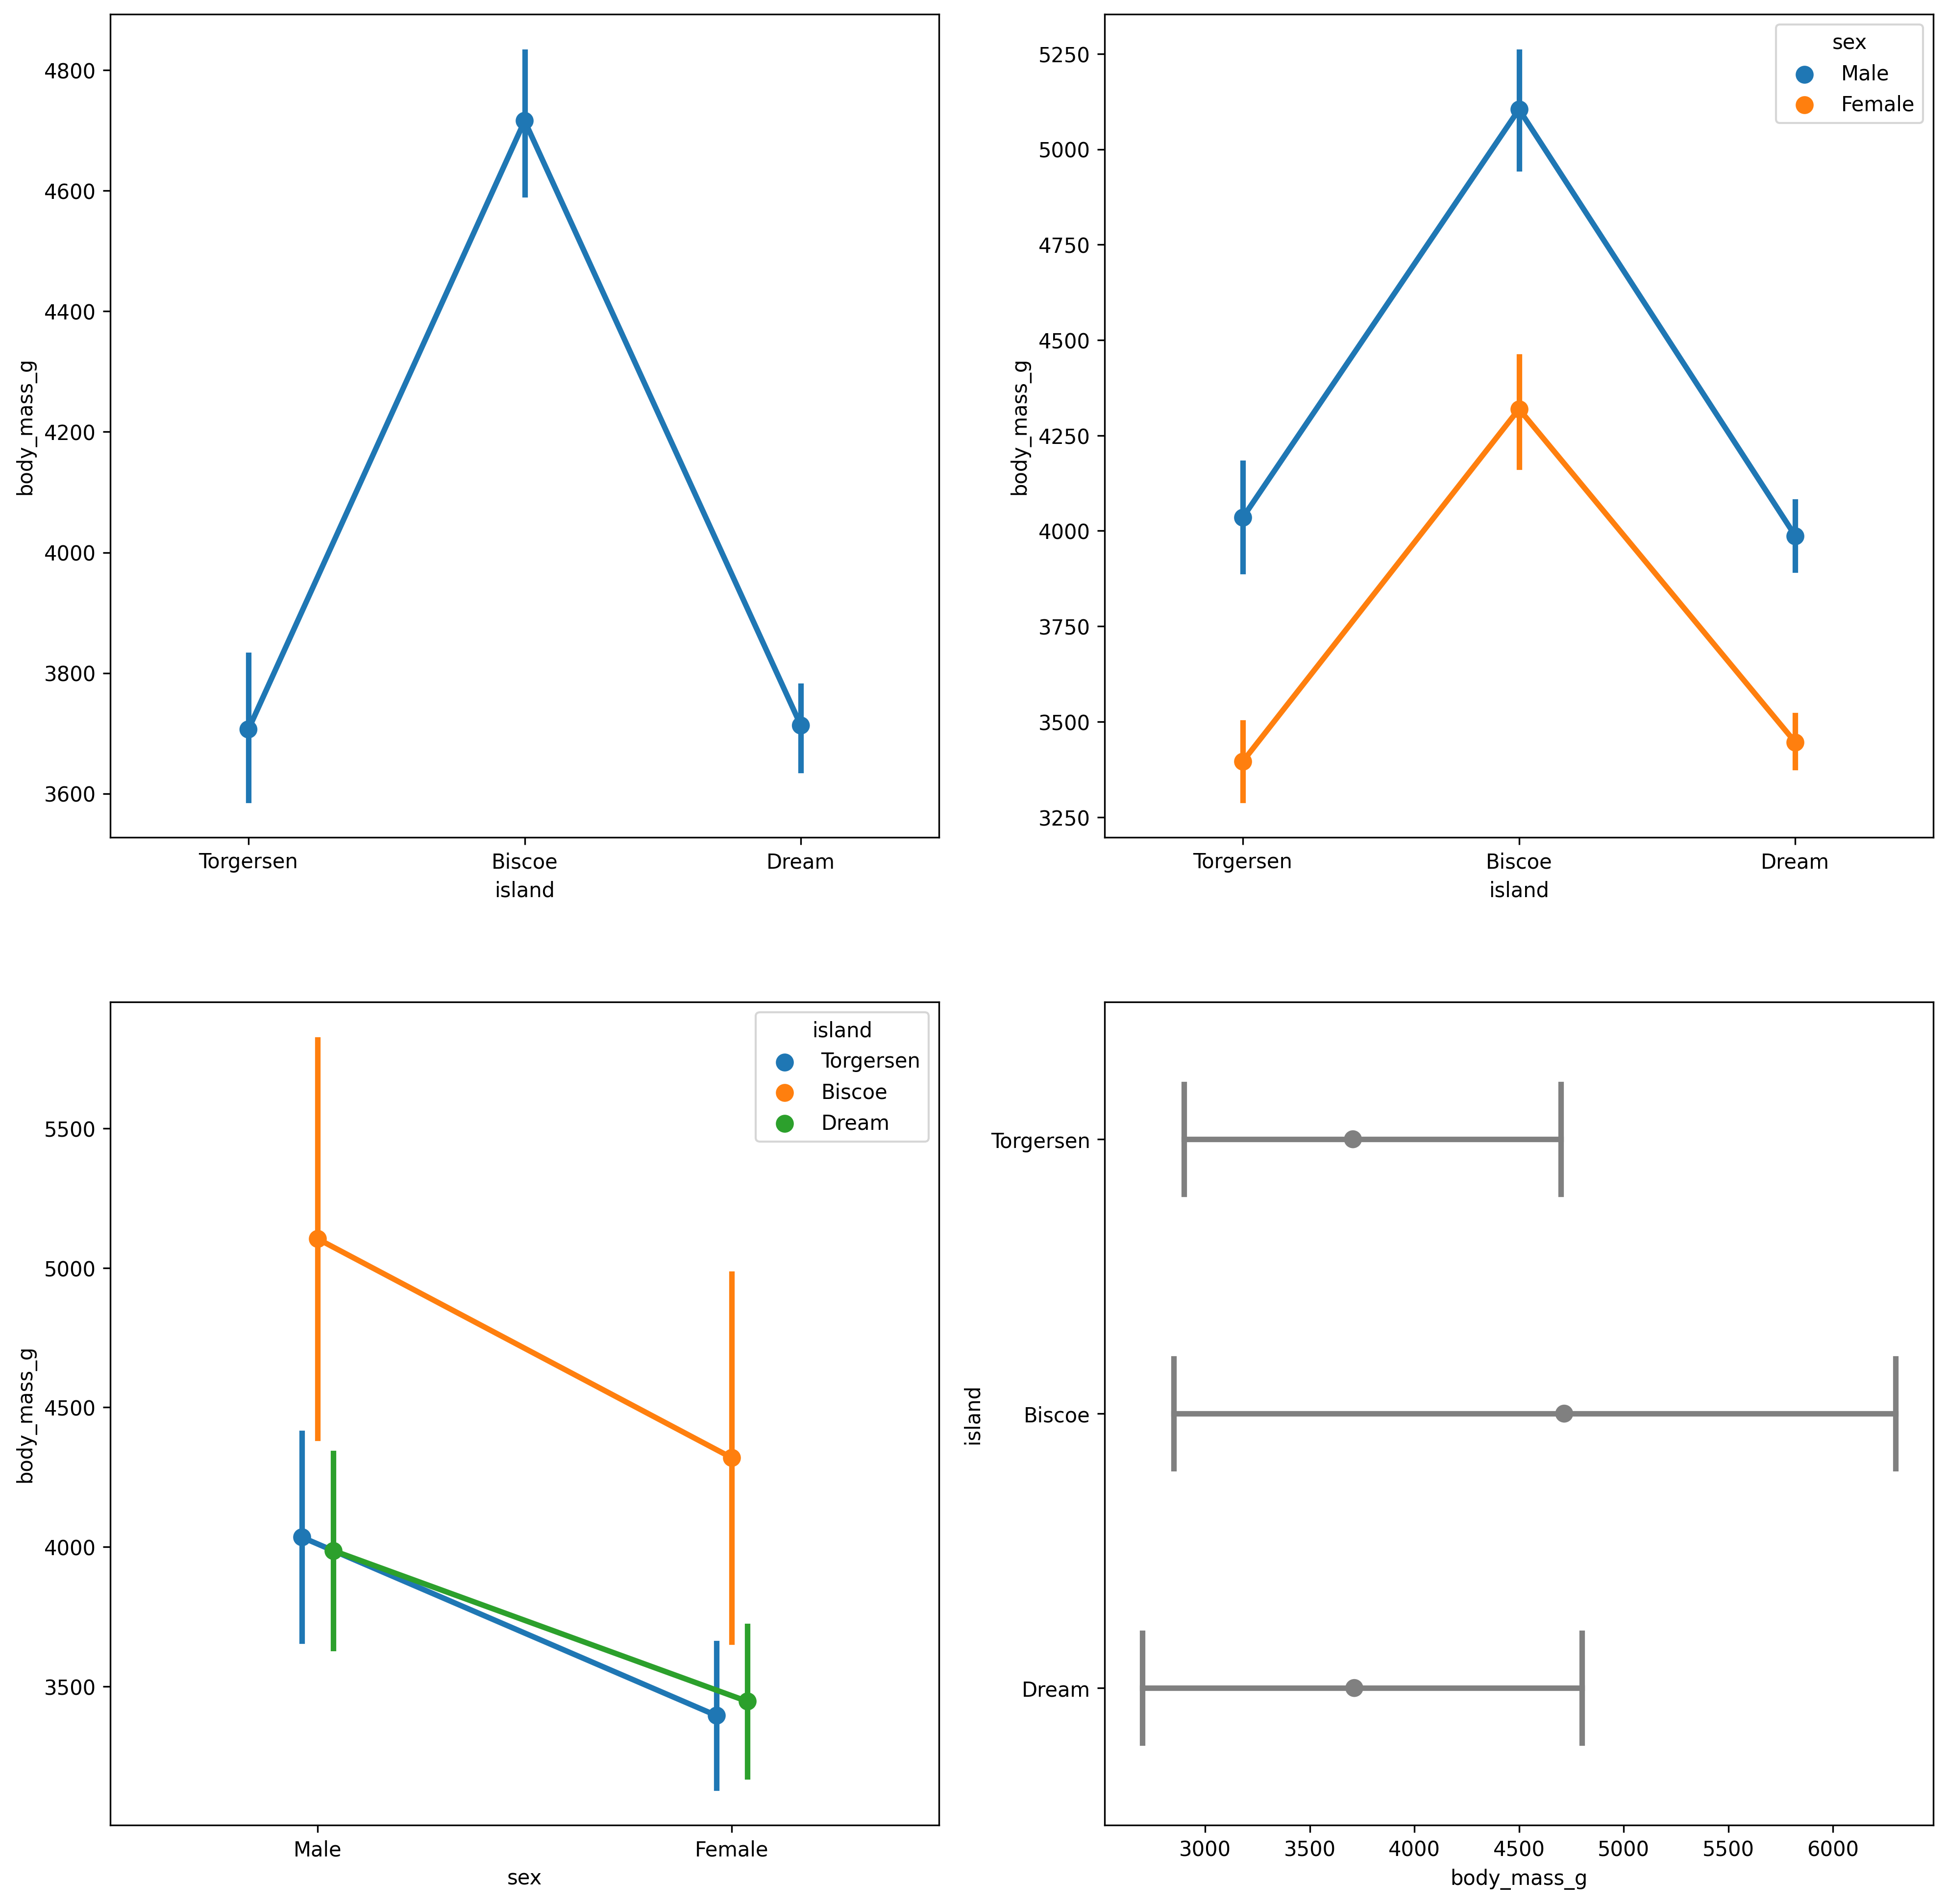 4800
4600
4400
4200
4000
3800
3600
body_mass_g
Torgersen Biscoe Dream
island
5250
5000
4750
4500
4250
4000
3750
3500
3250
body_mass_g
sex
Male
Female
Torgersen Biscoe Dream
island
5500
5000
4500
4000
3500
body_mass_g
island
Torgersen
Biscoe
Dream
Male Female
sex
Torgersen
Biscoe
Dream
island
3000 3500 4000 4500 5000 5500 6000
body_mass_g